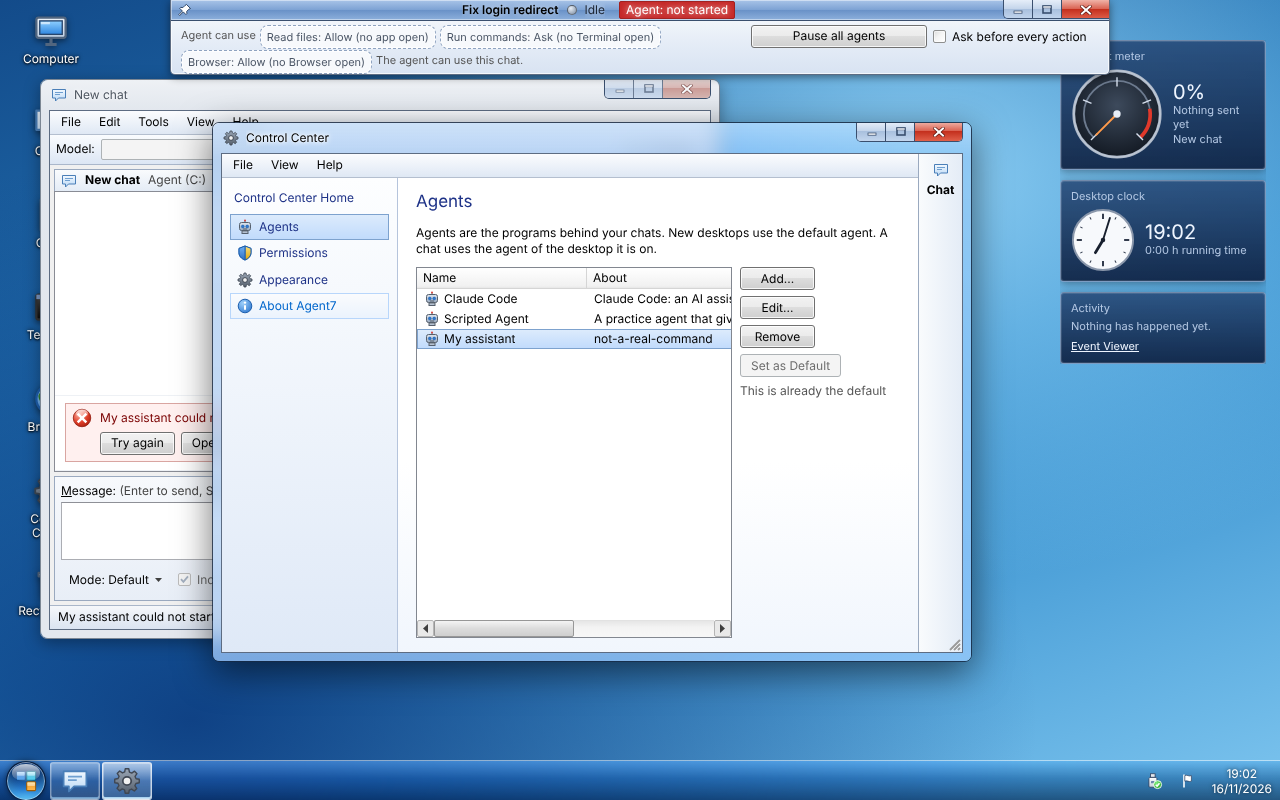 Fix login redirect
Idle
Agent: not started
Agent can use
Read files: Allow (no app open)
Run commands: Ask (no Terminal open)
Pause all agents
Ask before every action
Browser: Allow (no Browser open)
The agent can use this chat.
Computer
New chat
File Edit Tools View Help
Model:
New chat Agent (C:)
My assistant could
Try again
Message: (Enter to send,
Mode: Default
My assistant could not
Control Center
File View Help
Chat
Control Center Home
Agents
Permissions
Appearance
About Agent7
Agents
Agents are the programs behind your chats. New desktops use the default agent. A
chat uses the agent of the desktop it is on.
Name About
Claude Code Claude Code: an AI
Scripted Agent A practice agent that
My assistant not-a-real-command
Add...
Edit...
Remove
Set as Default
This is already the default
meter
0%
Nothing sent
yet
New chat
Desktop clock
19:02
0:00 h running time
Activity
Nothing has happened yet.
Event Viewer
19:02
16/11/2026